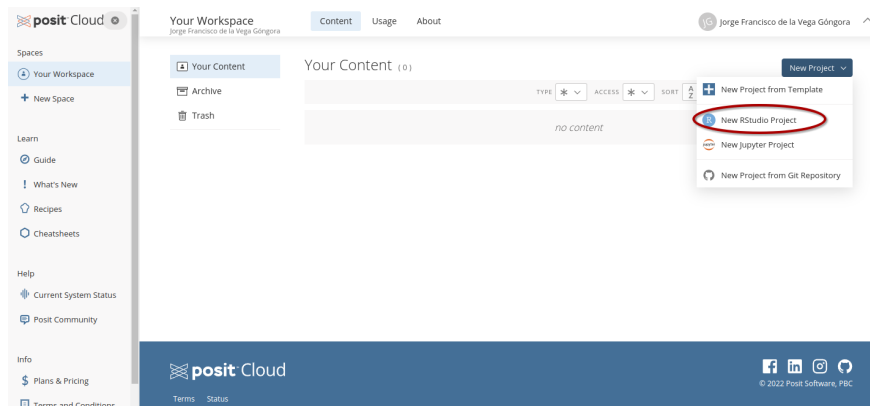 posit Cloud
Spaces
Your Workspace
New Space
Learn
Guide
What's New
Recipes
Cheatsheets
Help
Current System Status
Posit Community
Info
Plans & Pricing
Terms and Conditions
Your Workspace
Jorge Francisco de la Vega Góngora
Content Usage About
JG Jorge Francisco de la Vega Góngora
Your Content
Archive
Trash
Your Content (0)
New Project
TYPE ACCESS SORT A Z
no content
New Project from Template
R New RStudio Project
New Jupyter Project
New Project from Git Repository
posit Cloud
Terms Status
© 2022 Posit Software, PBC